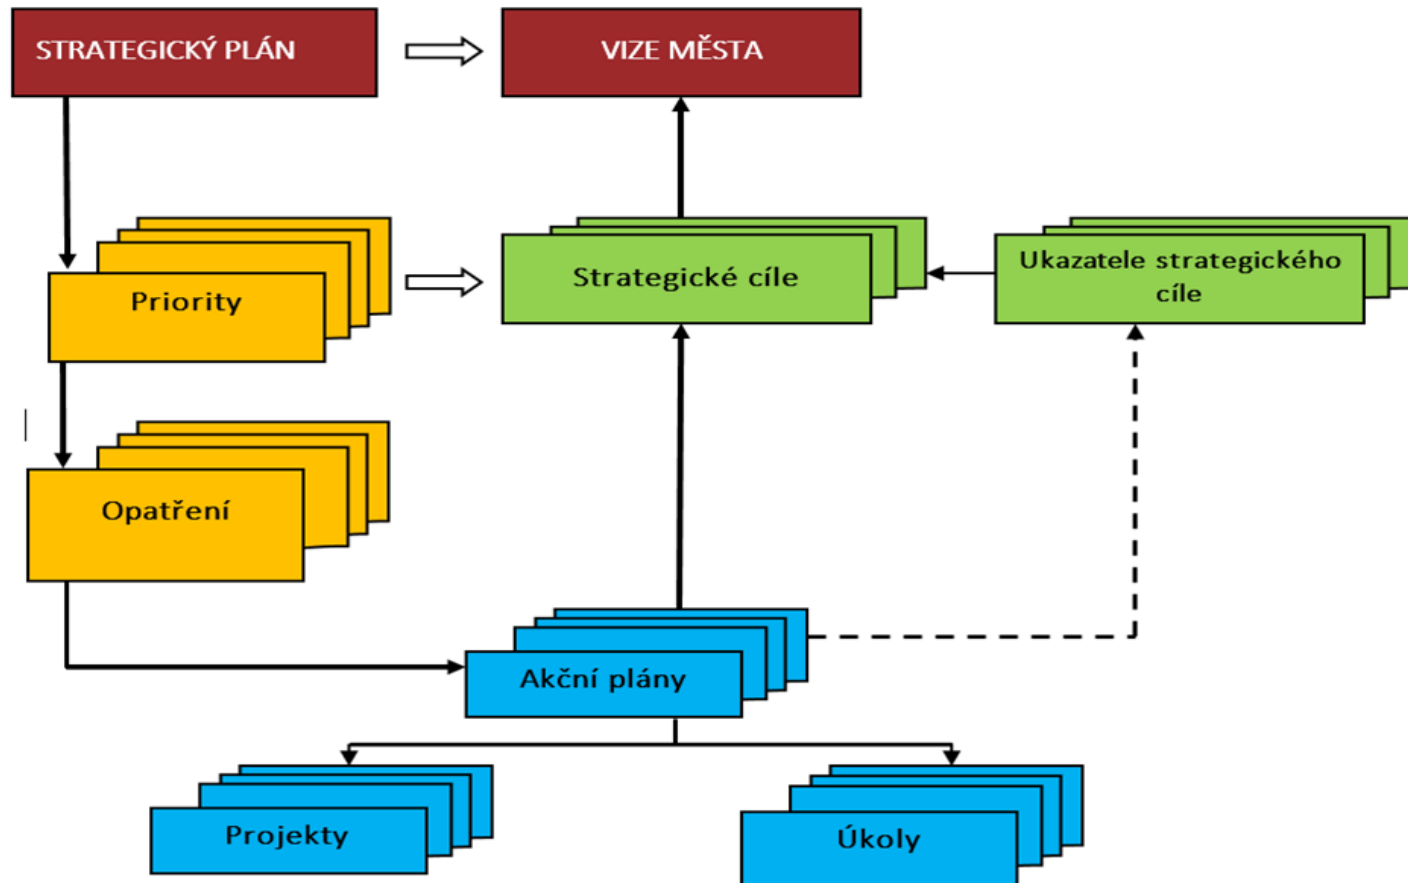 STRATEGICKÝ PLÁN
VIZE MĚSTA
Priority
Strategické cíle
Ukazatele strategického
cíle
Opatření
Akční plány
Projekty
Úkoly